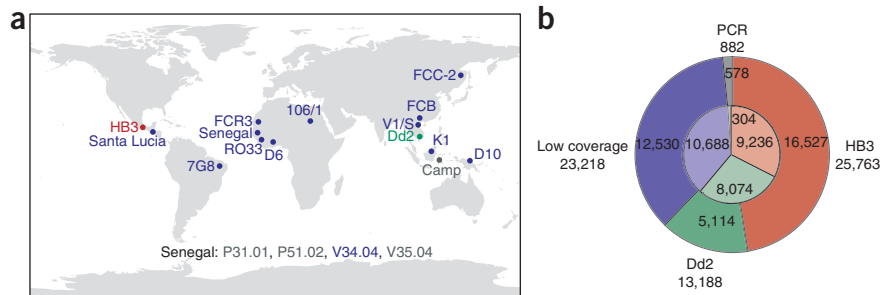 a
FCC-2
HB3
Santa Lucia
FCR3
Senegal
RO33
D6
106/1
7G8
FCB
V1/S
Dd2
K1
Camp
D10
Senegal: P31.01, P51.02, V34.04, V35.04
b
PCR
882
578
304
12,530
10,688
9,236
16,527
8,074
5,114
Low coverage
23,218
HB3
25,763
Dd2
13,188